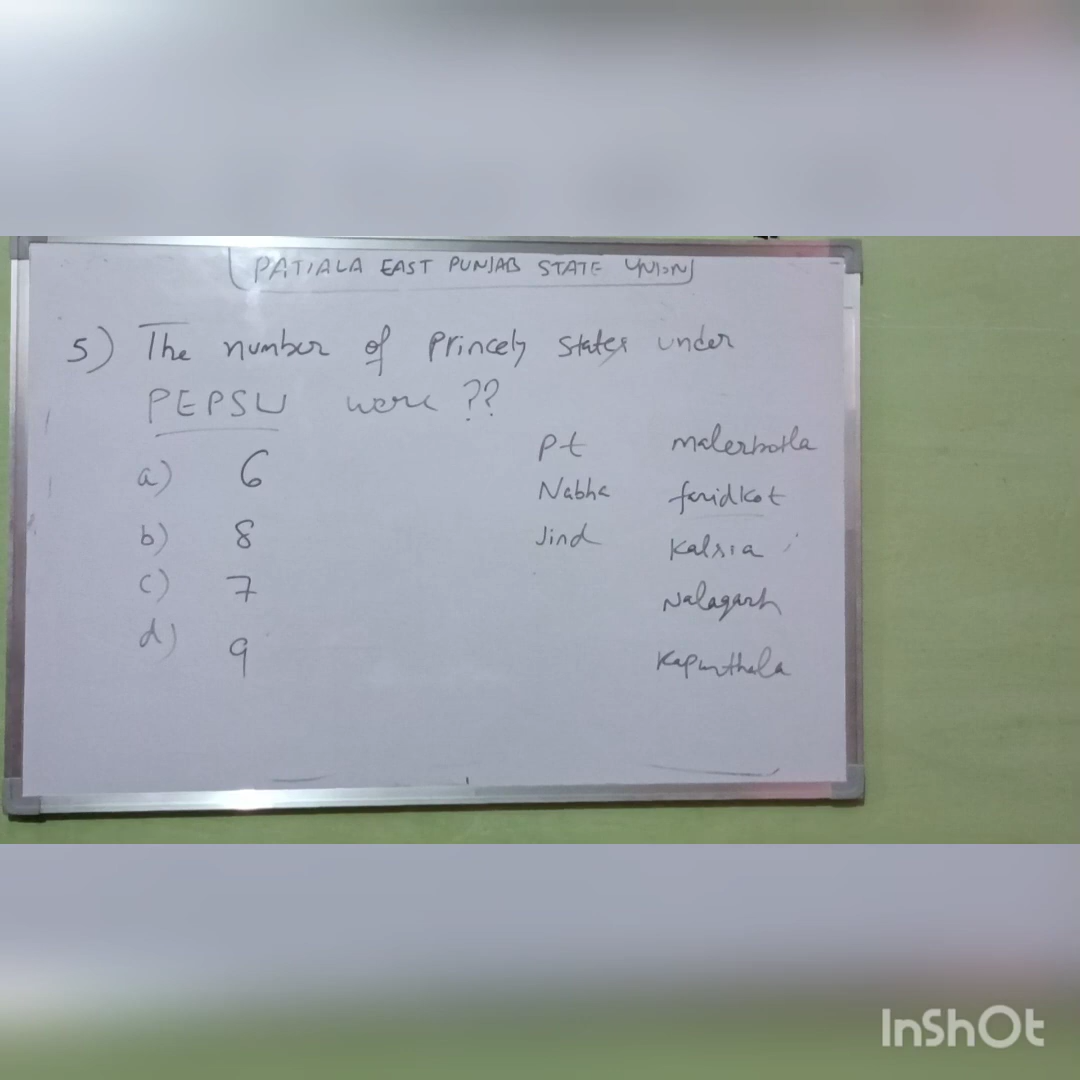 PATIALA EAST PUNJAB STATE UNION
5) The number of Princely states under
PEPSU were ??
a) 6
b) 8
c) 7
d) 9
Pt
Nabha
Jind
malerkotla
faridkot
Kalsia
Nalagarh
Kapurthala
InShOt